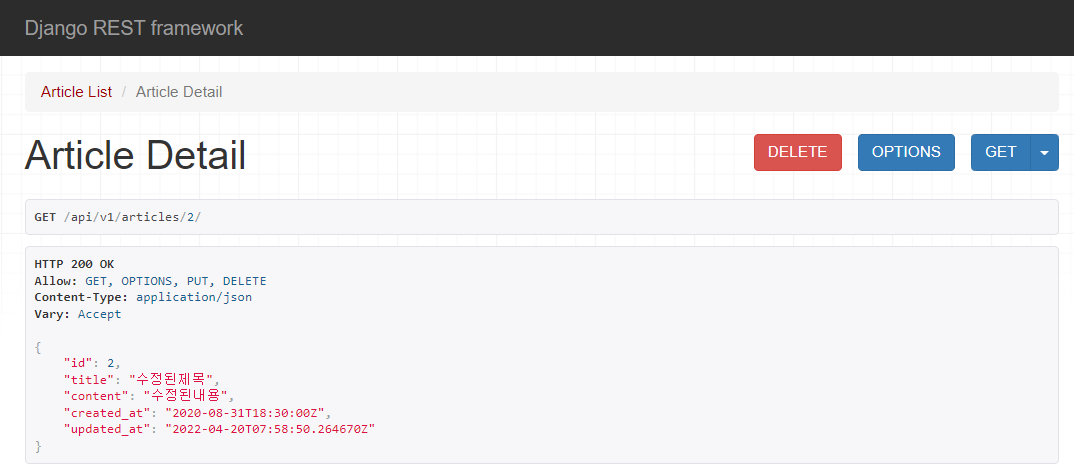 Django REST framework
Article List / Article Detail
Article Detail
DELETE OPTIONS GET
GET /api/v1/articles/2/
HTTP 200 OK
Allow: GET, OPTIONS, PUT, DELETE
Content-Type: application/json
Vary: Accept
{
    "id": 2,
    "title": "수정된제목",
    "content": "수정된내용",
    "created_at": "2020-08-31T18:30:00Z",
    "updated_at": "2022-04-20T07:58:50.264670Z"
}